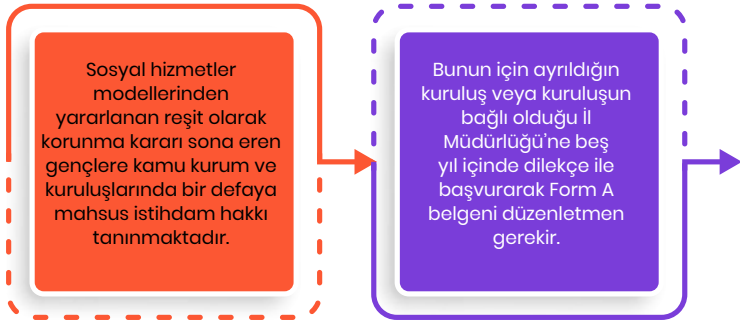 Sosyal hizmetler
modellerinden
yararlanan reşit olarak
korunma kararı sona eren
gençlere kamu kurum ve
kuruluşlarında bir defaya
mahsus istihdam hakkı
tanınmaktadır.
Bunun için ayrıldığın
kuruluş veya kuruluşun
bağlı olduğu İl
Müdürlüğü'ne beş
yıl içinde dilekçe ile
başvurarak Form A
belgeni düzenletmen
gerekir.